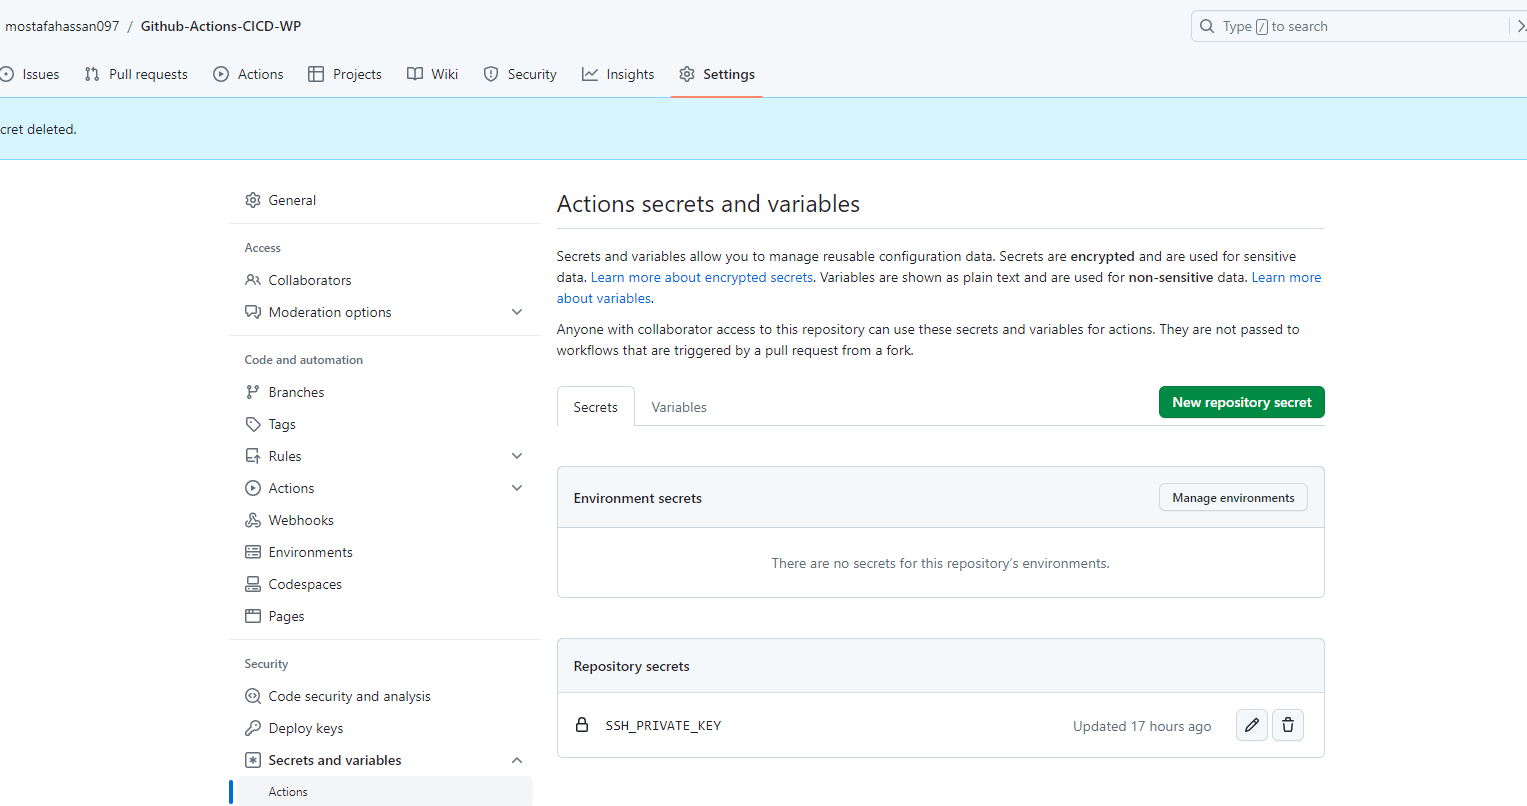 mostafahassan097 / Github-Actions-CICD-WP
Type / to search
Issues Pull requests Actions Projects Wiki Security Insights Settings
cret deleted.
General
Access
Collaborators
Moderation options
Code and automation
Branches
Tags
Rules
Actions
Webhooks
Environments
Codespaces
Pages
Security
Code security and analysis
Deploy keys
Secrets and variables
Actions
Actions secrets and variables
Secrets and variables allow you to manage reusable configuration data. Secrets are encrypted and are used for sensitive
data. Learn more about encrypted secrets. Variables are shown as plain text and are used for non-sensitive data. Learn more
about variables.
Anyone with collaborator access to this repository can use these secrets and variables for actions. They are not passed to
workflows that are triggered by a pull request from a fork.
Secrets Variables
New repository secret
Environment secrets
Manage environments
There are no secrets for this repository’s environments.
Repository secrets
SSH_PRIVATE_KEY
Updated 17 hours ago